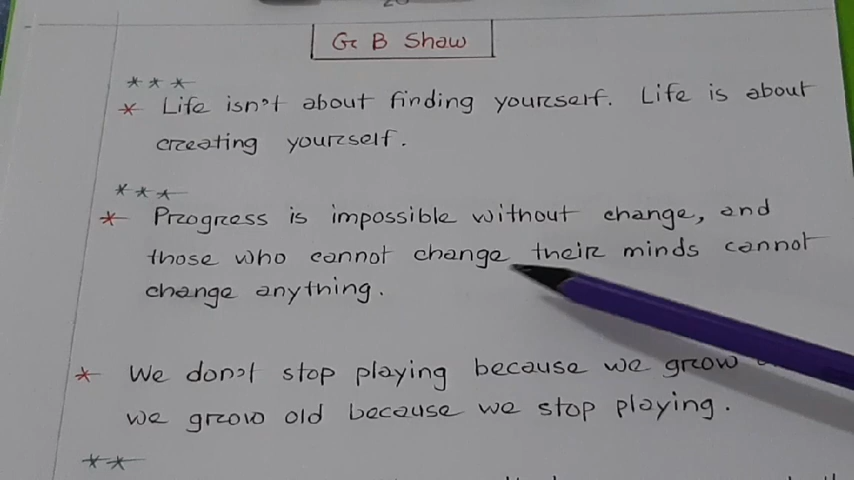 G B Shaw
***
* Life isn't about finding yourself. Life is about
creating yourself.
***
* Progress is impossible without change, and
those who cannot change their minds cannot
change anything.
* We don't stop playing because we grow
we grow old because we stop playing.
**